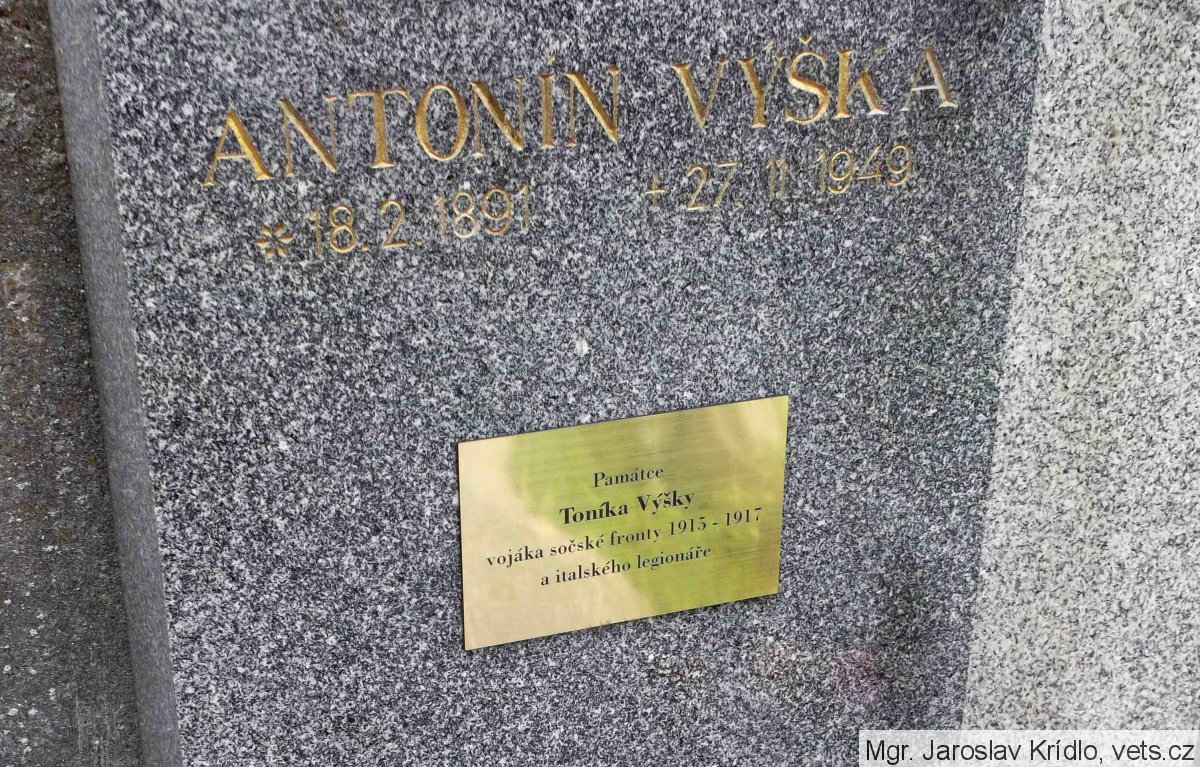 ANTONÍN VÝŠKA
* 18. 2. 1891 + 27. 11. 1949
Památce
Toníka Výšky
vojáka sočské fronty 1915 - 1917
a italského legionáře
Mgr. Jaroslav Krídlo, vets.cz